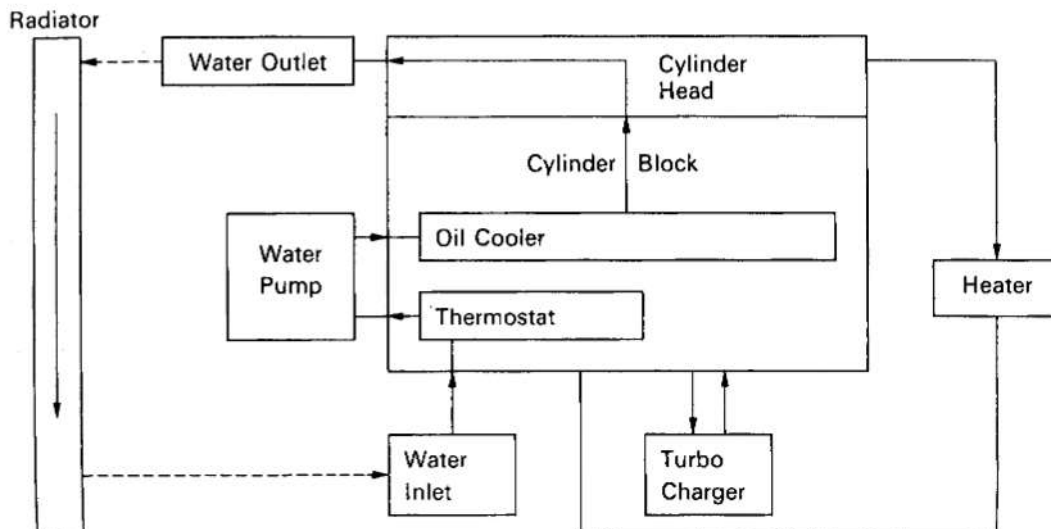 Radiator
Water Outlet
Cylinder
Head
Cylinder Block
Oil Cooler
Water
Pump
Heater
Thermostat
Water
Inlet
Turbo
Charger